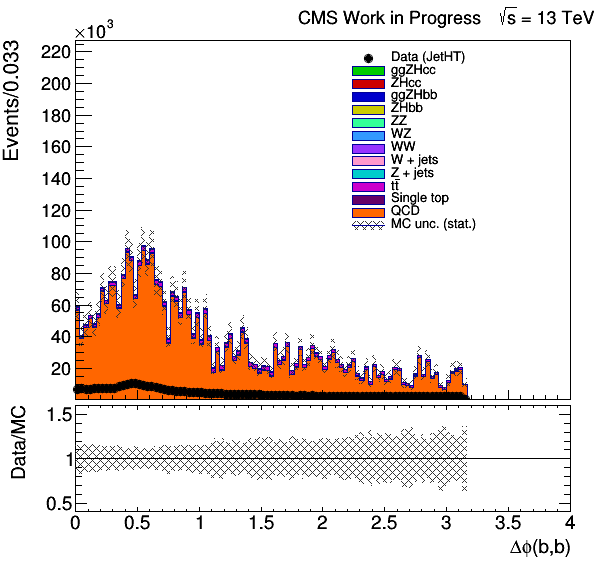 CMS Work in Progress √s = 13 TeV
×10³
Events/0.033
220
200
180
160
140
120
100
80
60
40
20
Data (JetHT)
ggZHcc
ZHcc
ggZHbb
ZHbb
ZZ
WZ
WW
W + jets
Z + jets
tt̄
Single top
QCD
MC unc. (stat.)
Data/MC
1.5
1
0.5
0 0.5 1 1.5 2 2.5 3 3.5 4
Δϕ(b,b)